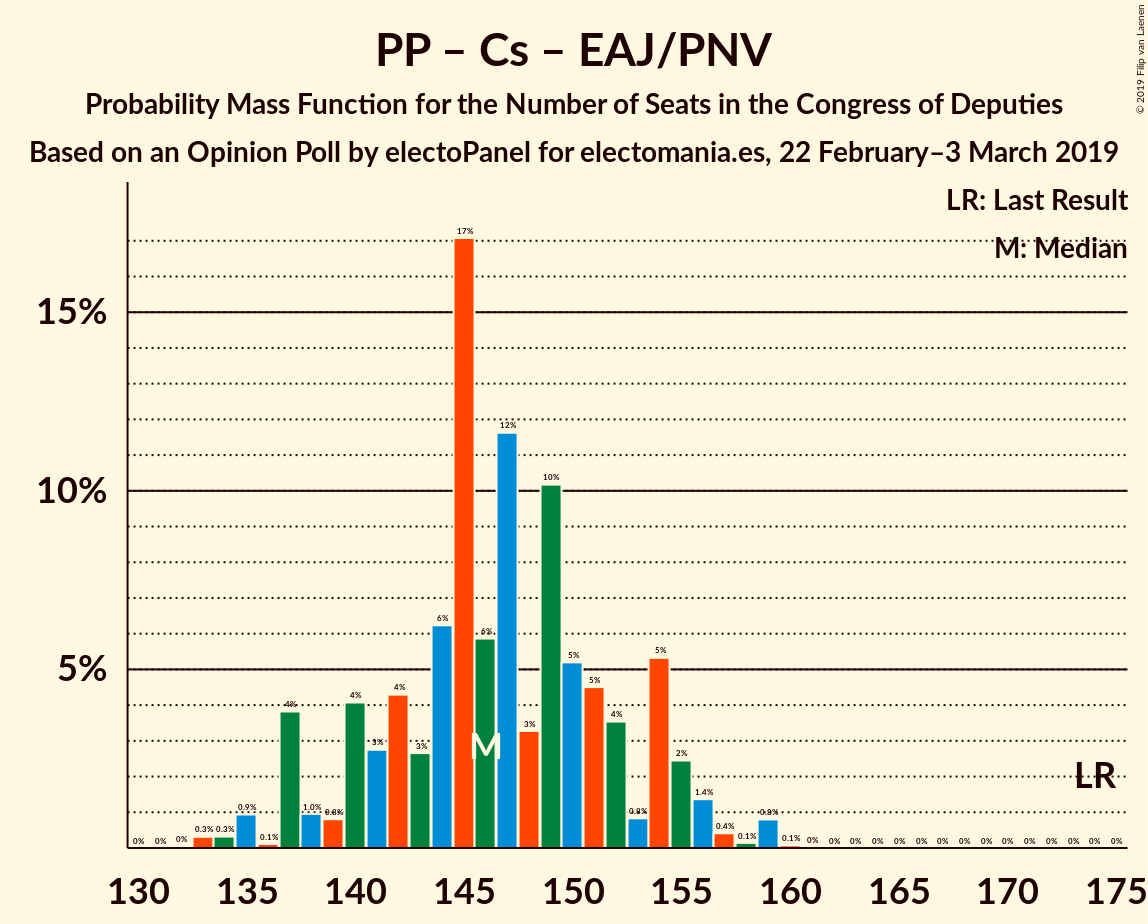 PP – Cs – EAJ/PNV
Probability Mass Function for the Number of Seats in the Congress of Deputies
Based on an Opinion Poll by electoPanel for electomania.es, 22 February–3 March 2019
© 2019 Filip van Laenen
LR: Last Result
M: Median
15%
10%
5%
0% 0% 0% 0.3% 0.3% 0.9% 0.1% 4% 1.0% 0.8% 4% 3% 4% 3% 6% 17% 6% 12% 3% 10% 5% 5% 4% 0.8% 5% 2% 1.4% 0.4% 0.1% 0.8% 0.1% 0% 0% 0% 0% 0% 0% 0% 0% 0% 0% 0% 0% 0% 0% 0%
M
LR
130 135 140 145 150 155 160 165 170 175